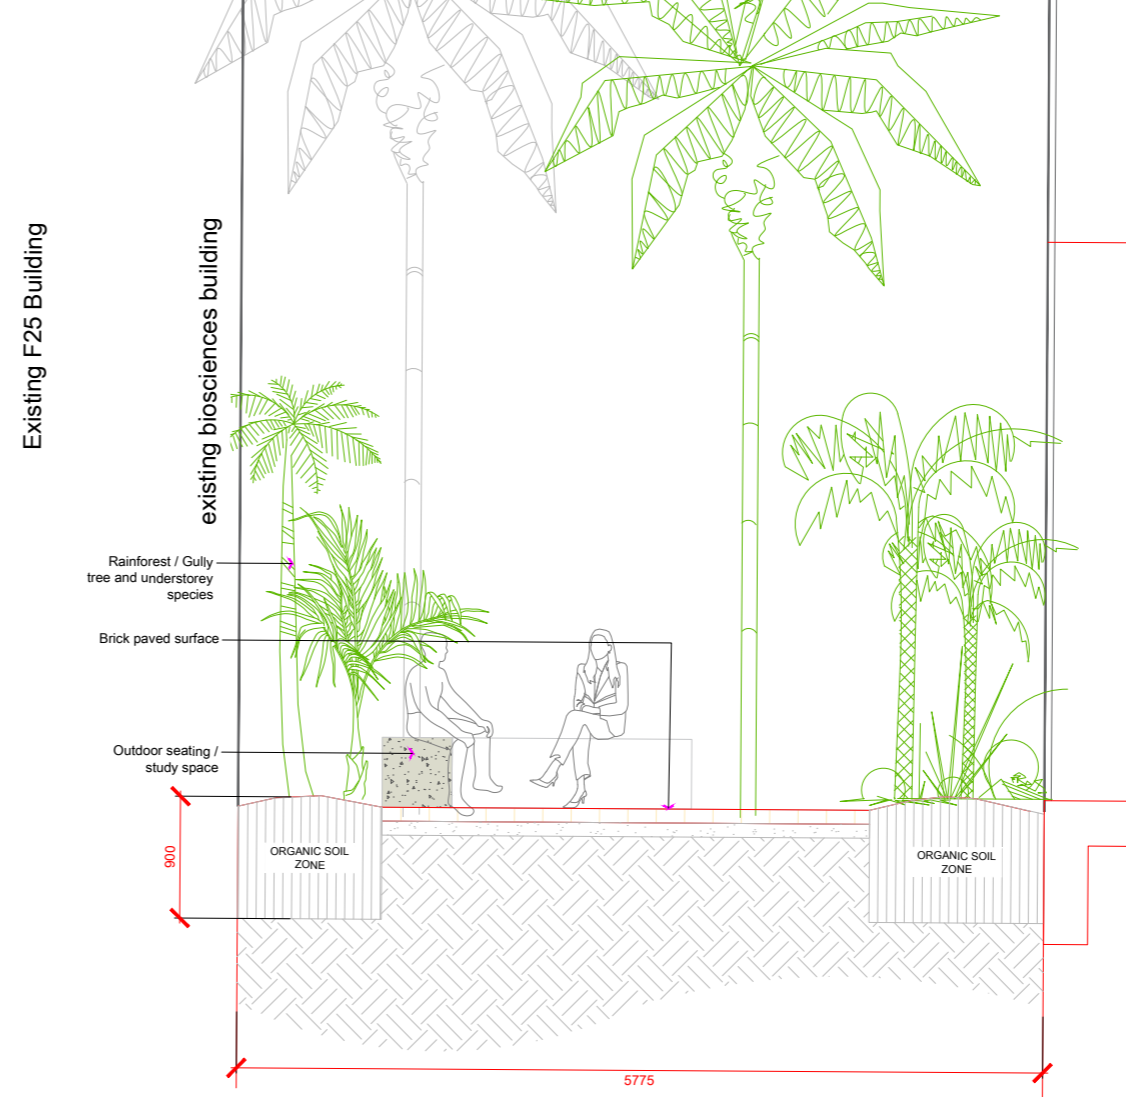 Existing F25 Building
existing biosciences building
Rainforest / Gully
tree and understorey
species
Brick paved surface
Outdoor seating /
study space
900
ORGANIC SOIL
ZONE
ORGANIC SOIL
ZONE
5775